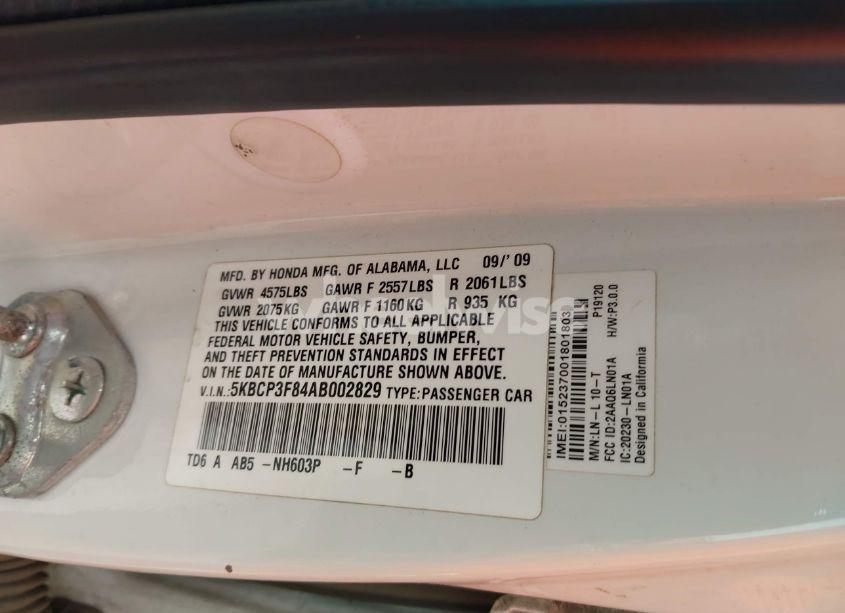 MFD. BY HONDA MFG. OF ALABAMA, LLC 09/'09
GVWR 4575LBS GAWR F 2557LBS R 2061LBS
GVWR 2075KG GAWR F 1160KG R 935 KG
THIS VEHICLE CONFORMS TO ALL APPLICABLE
FEDERAL MOTOR VEHICLE SAFETY, BUMPER,
AND THEFT PREVENTION STANDARDS IN EFFECT
ON THE DATE OF MANUFACTURE SHOWN ABOVE.
V.I.N.:5KBCP3F84AB002829 TYPE:PASSENGER CAR
TD6 A AB5 -NH603P -F -B
IMEI:015237001801803
M/N:LN-L 10-T P19120
FCC ID:2AA06LN01A H/W:P3.0.0
IC:20230-LN01A
Designed in California